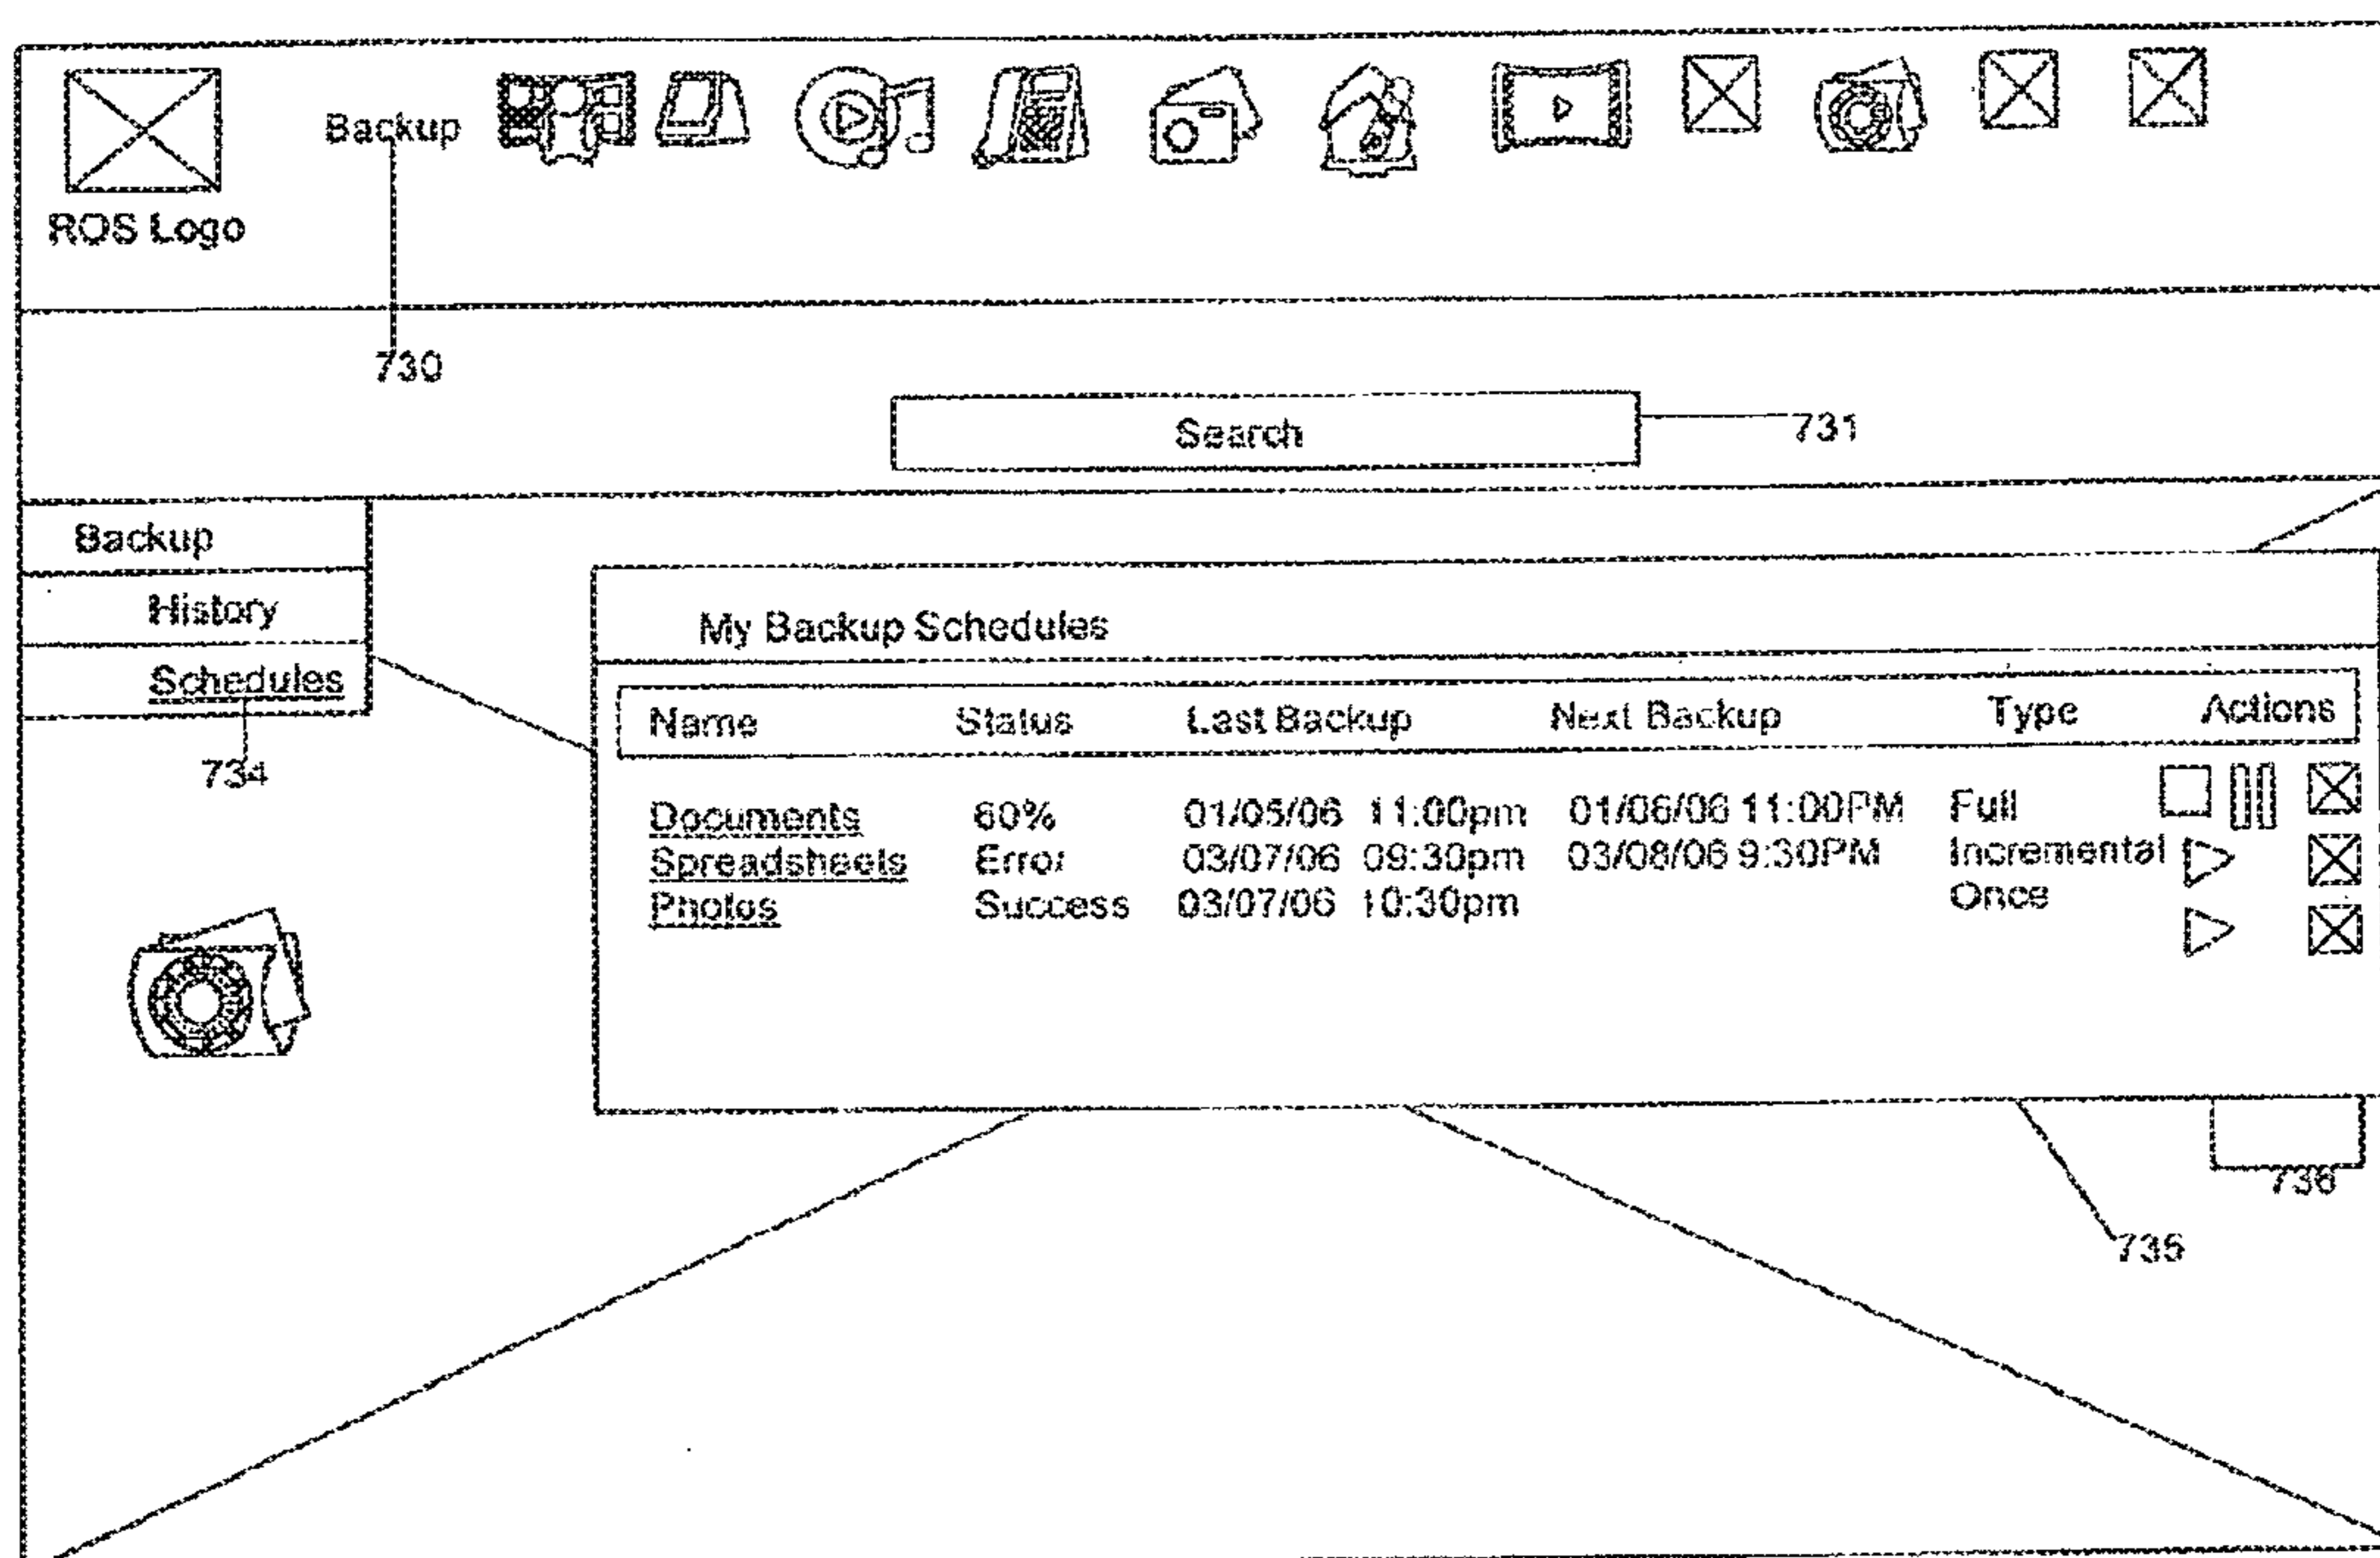 Backup
ROS Logo
730
Search 731
Backup
History
Schedules
734
My Backup Schedules
Name Status Last Backup Next Backup Type Actions
Documents 60% 01/05/06 11:00pm 01/06/06 11:00PM Full
Spreadsheets Error 03/07/06 09:30pm 03/08/06 9:30PM Incremental
Photos Success 03/07/06 10:30pm Once
736
735